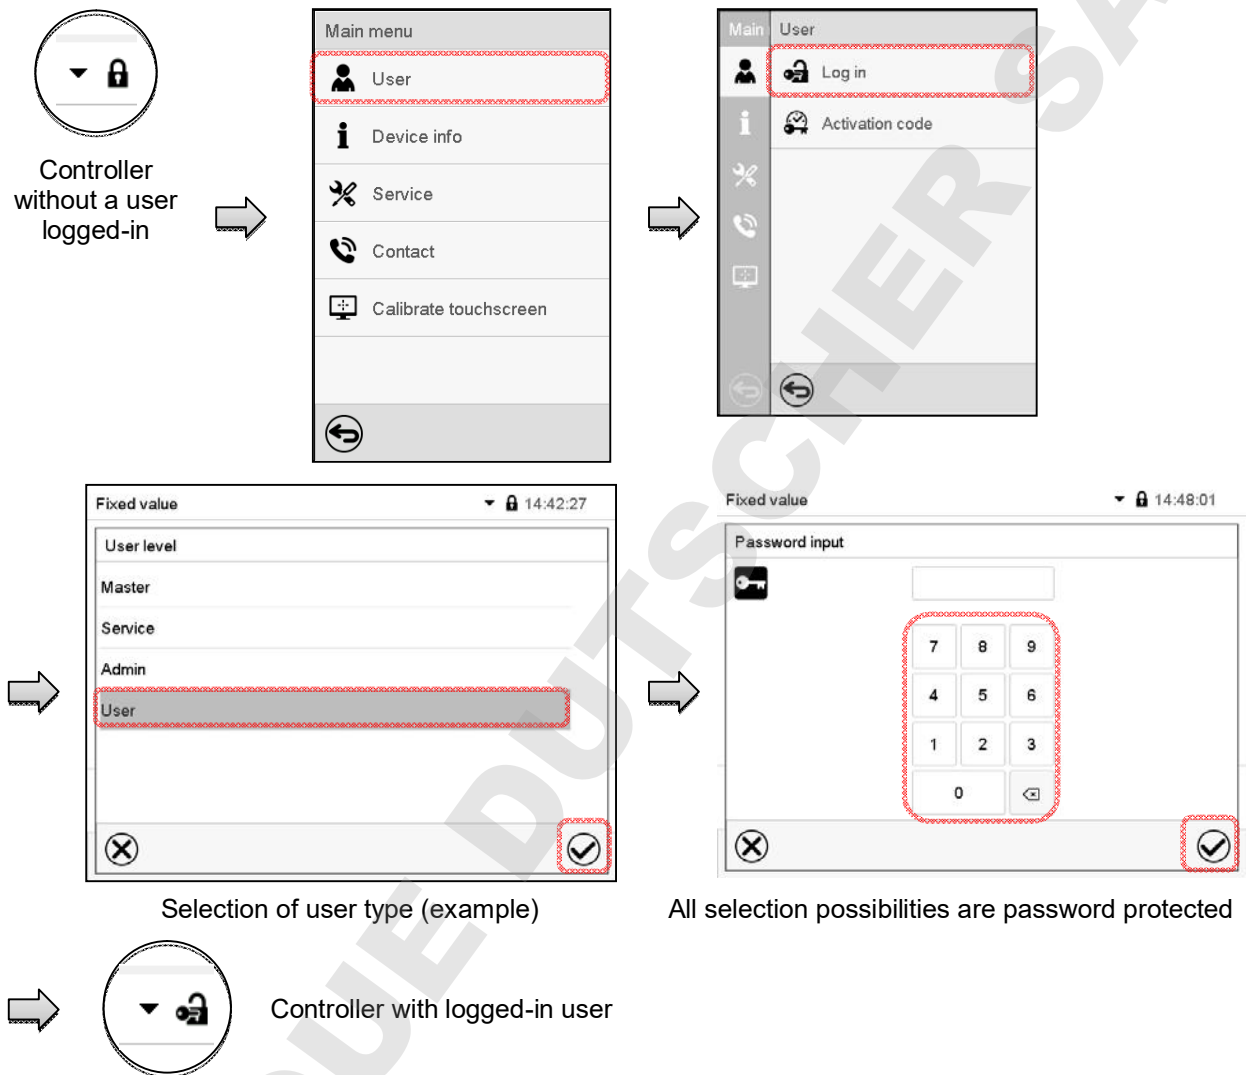 Controller
without a user
logged-in
Main menu
User
Device info
Service
Contact
Calibrate touchscreen
Main
User
Log in
Activation code
Fixed value
14:42:27
User level
Master
Service
Admin
User
Selection of user type (example)
Fixed value
14:48:01
Password input
7 8 9
4 5 6
1 2 3
0
All selection possibilities are password protected
Controller with logged-in user
UE DUTSCHER SA